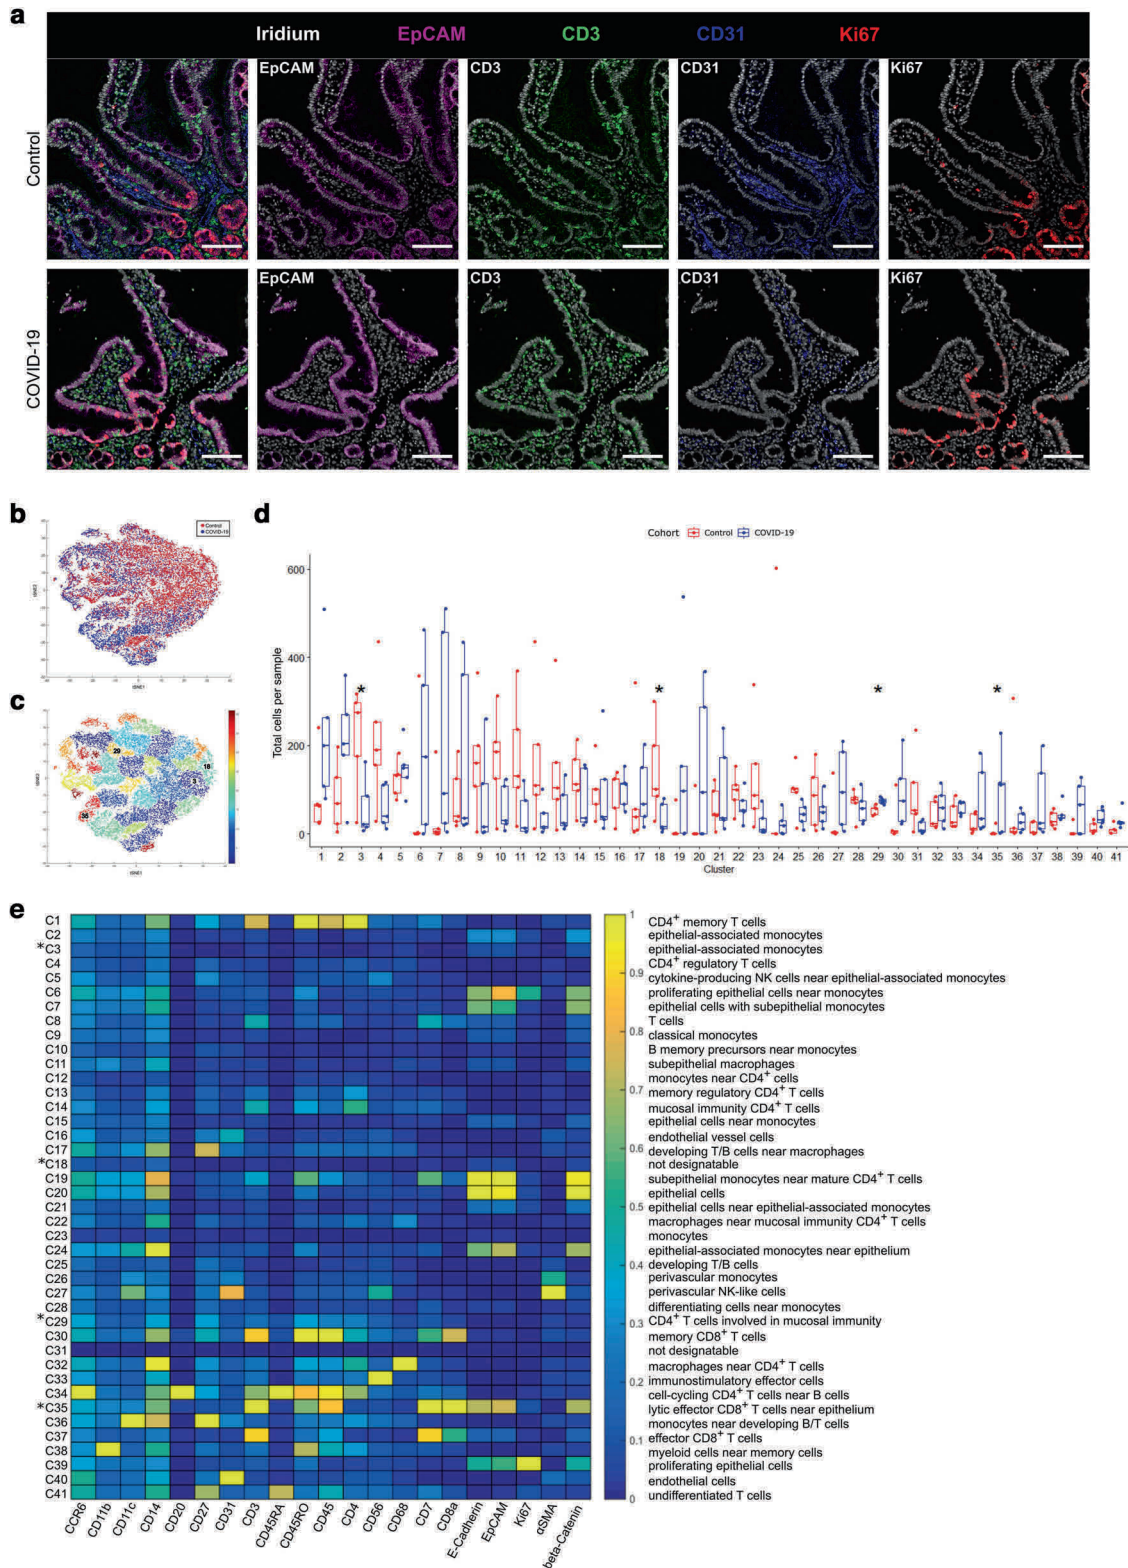 a
Iridium EpCAM CD3 CD31 Ki67
Control
EpCAM CD3 CD31 Ki67
COVID-19
EpCAM CD3 CD31 Ki67
b
Control
COVID-19
tSNE2
tSNE1
c
29
18
3
35
tSNE2
tSNE1
d
Cohort Control COVID-19
Total cells per sample
600
400
200
0
* * * *
1 2 3 4 5 6 7 8 9 10 11 12 13 14 15 16 17 18 19 20 21 22 23 24 25 26 27 28 29 30 31 32 33 34 35 36 37 38 39 40 41
Cluster
e
C1 CD4+ memory T cells
C2 epithelial-associated monocytes
*C3 epithelial-associated monocytes
C4 CD4+ regulatory T cells
C5 cytokine-producing NK cells near epithelial-associated monocytes
C6 proliferating epithelial cells near monocytes
C7 epithelial cells with subepithelial monocytes
C8 T cells
C9 classical monocytes
C10 B memory precursors near monocytes
C11 subepithelial macrophages
C12 monocytes near CD4+ cells
C13 memory regulatory CD4+ T cells
C14 mucosal immunity CD4+ T cells
C15 epithelial cells near monocytes
C16 endothelial vessel cells
C17 developing T/B cells near macrophages
*C18 not designatable
C19 subepithelial monocytes near mature CD4+ T cells
C20 epithelial cells
C21 epithelial cells near epithelial-associated monocytes
C22 macrophages near mucosal immunity CD4+ T cells
C23 monocytes
C24 epithelial-associated monocytes near epithelium
C25 developing T/B cells
C26 perivascular monocytes
C27 perivascular NK-like cells
C28 differentiating cells near monocytes
*C29 CD4+ T cells involved in mucosal immunity
C30 memory CD8+ T cells
C31 not designatable
C32 macrophages near CD4+ T cells
C33 immunostimulatory effector cells
C34 cell-cycling CD4+ T cells near B cells
*C35 lytic effector CD8+ T cells near epithelium
C36 monocytes near developing B/T cells
C37 effector CD8+ T cells
C38 myeloid cells near memory cells
C39 proliferating epithelial cells
C40 endothelial cells
C41 undifferentiated T cells
1
0.9
0.8
0.7
0.6
0.5
0.4
0.3
0.2
0.1
0
CCR6 CD11b CD11c CD14 CD20 CD27 CD31 CD3 CD45RA CD45RO CD45 CD4 CD56 CD68 CD7 CD8a E-Cadherin EpCAM Ki67 αSMA beta-Catenin